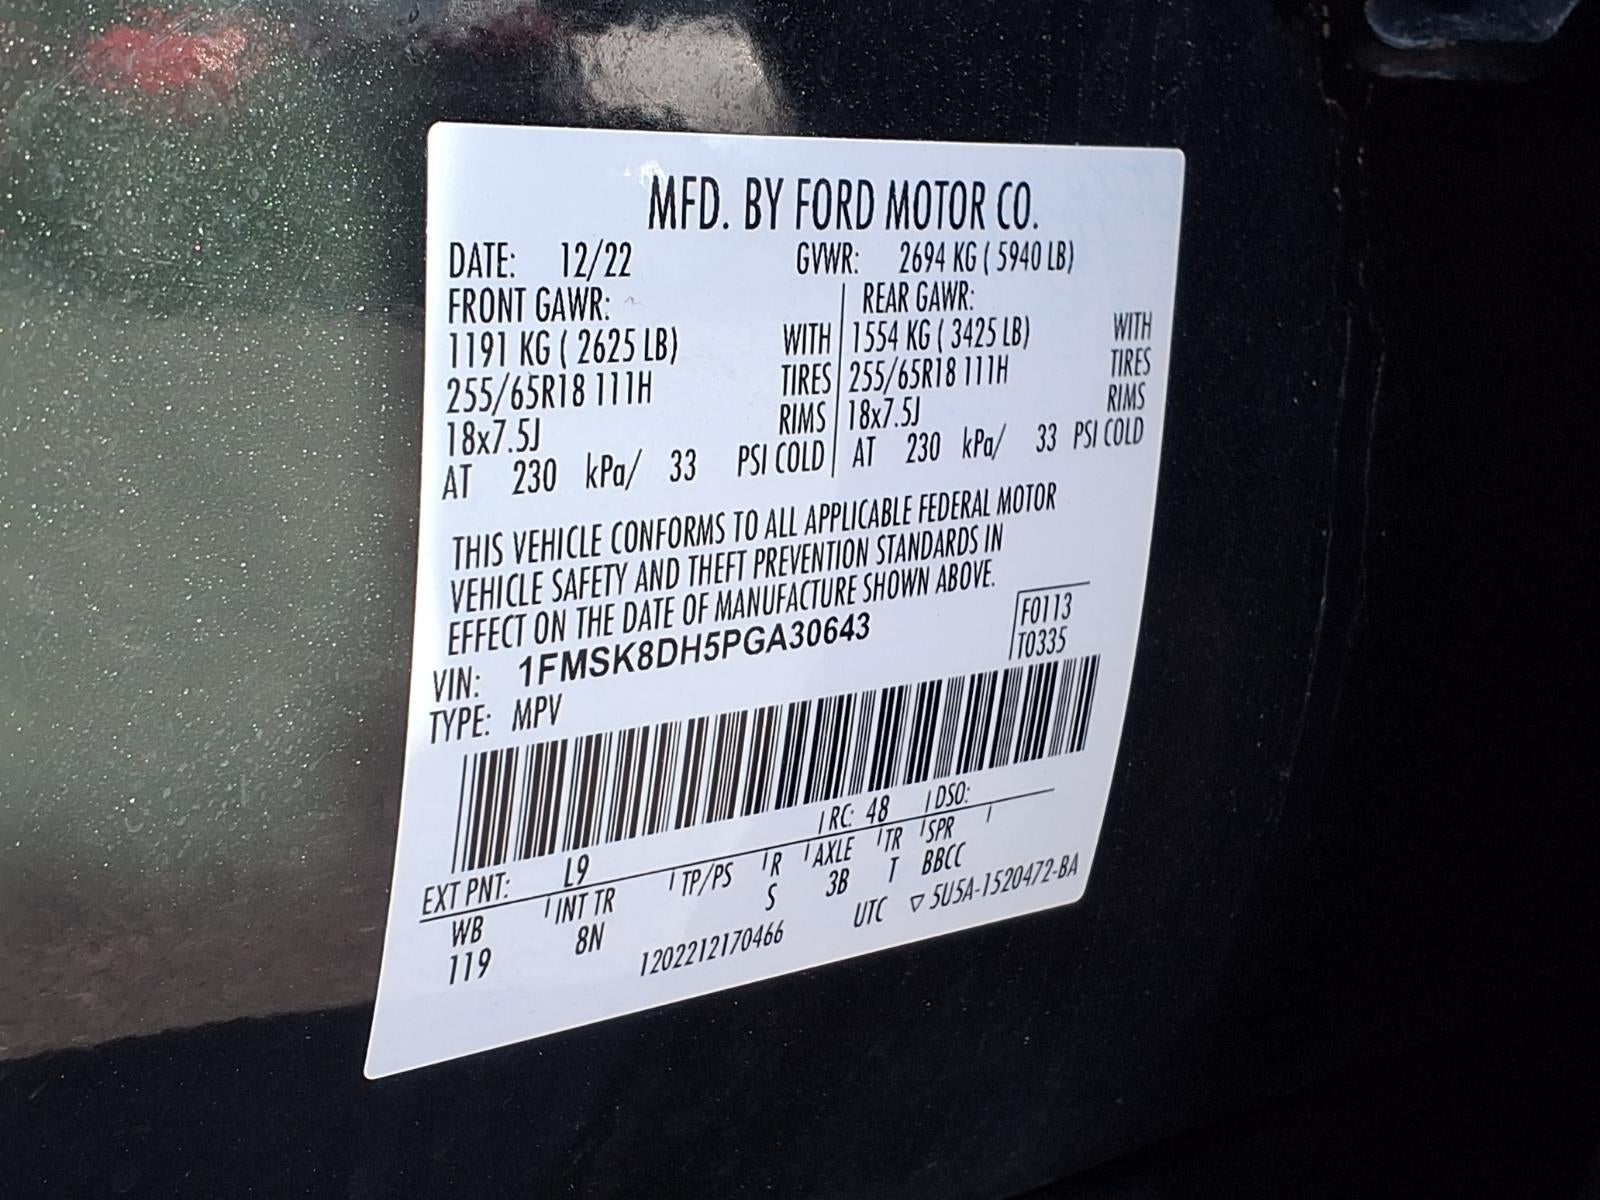 MFD. BY FORD MOTOR CO.
DATE: 12/22 GVWR: 2694 KG ( 5940 LB)
FRONT GAWR: REAR GAWR:
1191 KG ( 2625 LB) WITH 1554 KG ( 3425 LB) WITH
255/65R18 111H TIRES 255/65R18 111H TIRES
18x7.5J RIMS 18x7.5J RIMS
AT 230 kPa/ 33 PSI COLD AT 230 kPa/ 33 PSI COLD
THIS VEHICLE CONFORMS TO ALL APPLICABLE FEDERAL MOTOR
VEHICLE SAFETY AND THEFT PREVENTION STANDARDS IN
EFFECT ON THE DATE OF MANUFACTURE SHOWN ABOVE.
VIN: 1FMSK8DH5PGA30643 F0113
TYPE: MPV T0335
EXT PNT: L9 RC: 48 DSO:
WB INT TR TP/PS R AXLE TR SPR
119 8N S 3B T BBCC
1202212170466 UTC ▽ 5U5A-1520472-BA